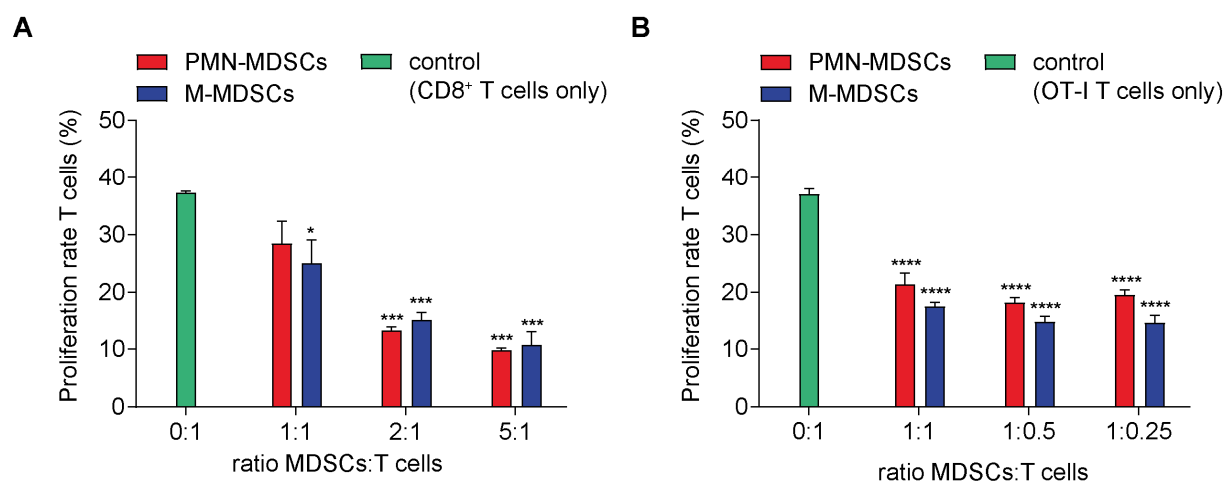 A
PMN-MDSCs
M-MDSCs
control
(CD8⁺ T cells only)
Proliferation rate T cells (%)
50
40
30
20
10
0
*
***
***
***
***
0:1
1:1
2:1
5:1
ratio MDSCs:T cells
B
PMN-MDSCs
M-MDSCs
control
(OT-I T cells only)
Proliferation rate T cells (%)
50
40
30
20
10
0
****
****
****
****
****
****
0:1
1:1
1:0.5
1:0.25
ratio MDSCs:T cells